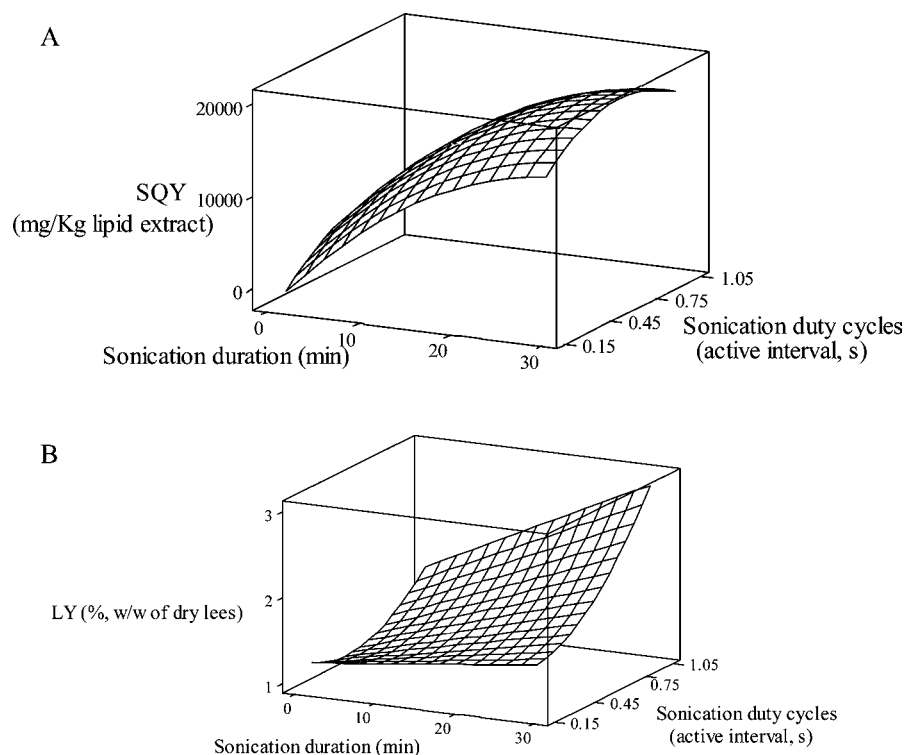 A
20000
SQY
(mg/Kg lipid extract)
10000
0
0
10
20
30
Sonication duration (min)
0.15
0.45
0.75
1.05
Sonication duty cycles
(active interval, s)
B
3
LY (%, w/w of dry lees)
2
1
0
10
20
30
Sonication duration (min)
0.15
0.45
0.75
1.05
Sonication duty cycles
(active interval, s)